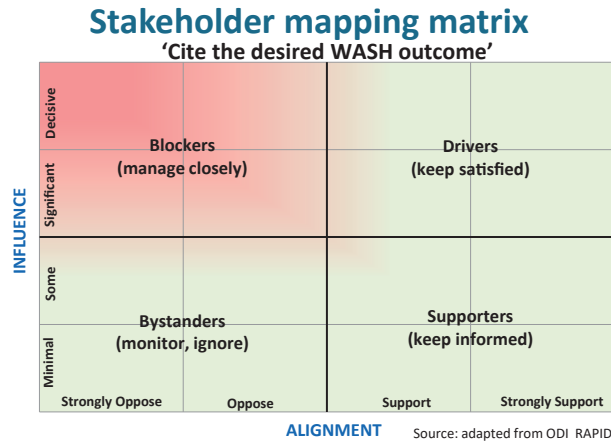 Stakeholder mapping matrix
‘Cite the desired WASH outcome’
INFLUENCE
Decisive
Significant
Some
Minimal
Blockers
(manage closely)
Drivers
(keep satisfied)
Bystanders
(monitor, ignore)
Supporters
(keep informed)
Strongly Oppose
Oppose
Support
Strongly Support
ALIGNMENT
Source: adapted from ODI RAPID